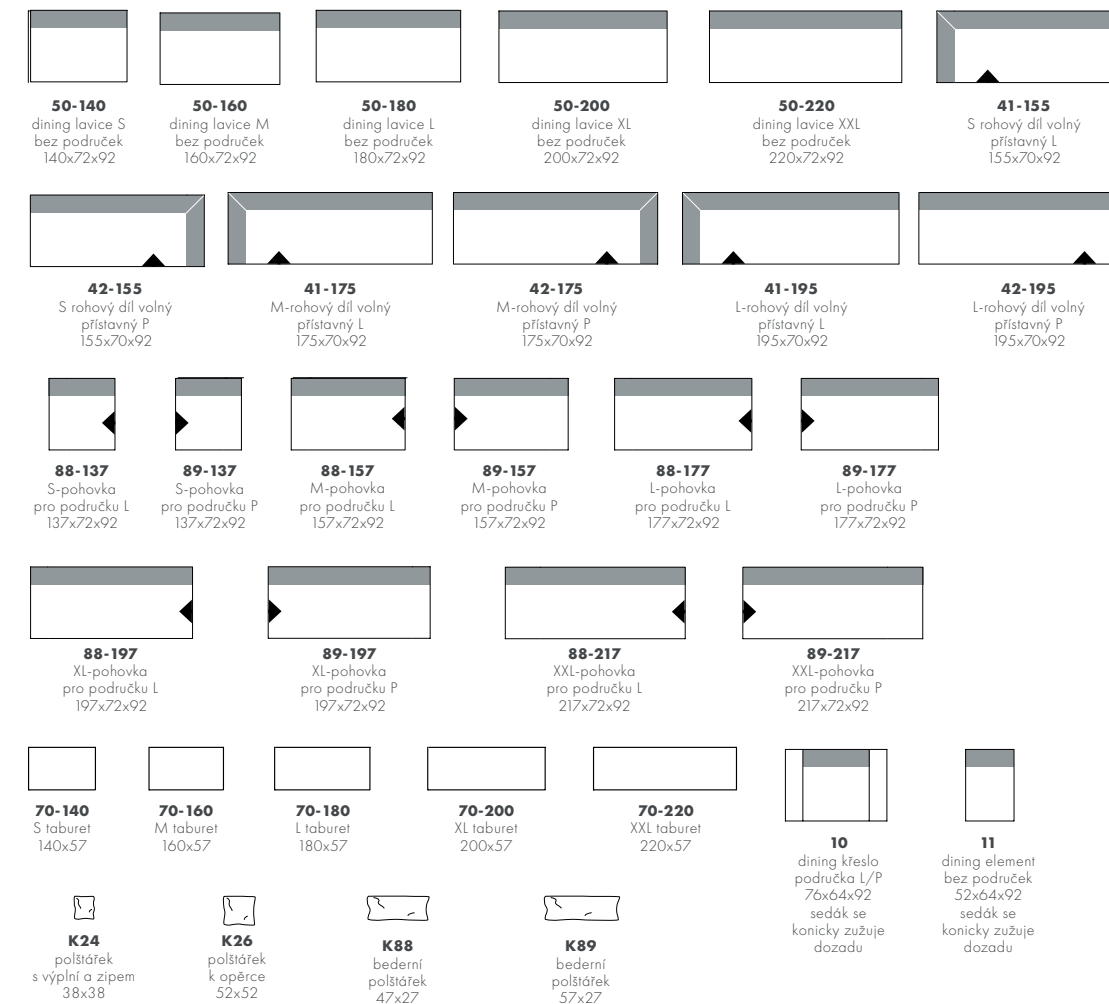 50-140
dining lavice S
bez područek
140x72x92
50-160
dining lavice M
bez područek
160x72x92
50-180
dining lavice L
bez područek
180x72x92
50-200
dining lavice XL
bez područek
200x72x92
50-220
dining lavice XXL
bez područek
220x72x92
41-155
S rohový díl volný
přístavný L
155x70x92
42-155
S rohový díl volný
přístavný P
155x70x92
41-175
M-rohový díl volný
přístavný L
175x70x92
42-175
M-rohový díl volný
přístavný P
175x70x92
41-195
L-rohový díl volný
přístavný L
195x70x92
42-195
L-rohový díl volný
přístavný P
195x70x92
88-137
S-pohovka
pro područku L
137x72x92
89-137
S-pohovka
pro područku P
137x72x92
88-157
M-pohovka
pro područku L
157x72x92
89-157
M-pohovka
pro područku P
157x72x92
88-177
L-pohovka
pro područku L
177x72x92
89-177
L-pohovka
pro područku P
177x72x92
88-197
XL-pohovka
pro područku L
197x72x92
89-197
XL-pohovka
pro područku P
197x72x92
88-217
XXL-pohovka
pro područku L
217x72x92
89-217
XXL-pohovka
pro područku P
217x72x92
70-140
S taburet
140x57
70-160
M taburet
160x57
70-180
L taburet
180x57
70-200
XL taburet
200x57
70-220
XXL taburet
220x57
10
dining křeslo
područka L/P
76x64x92
sedák se
konicky zužuje
dozadu
11
dining element
bez područek
52x64x92
sedák se
konicky zužuje
dozadu
K24
polštářek
s výplní a zipem
38x38
K26
polštářek
k opěrce
52x52
K88
bederní
polštářek
47x27
K89
bederní
polštářek
57x27